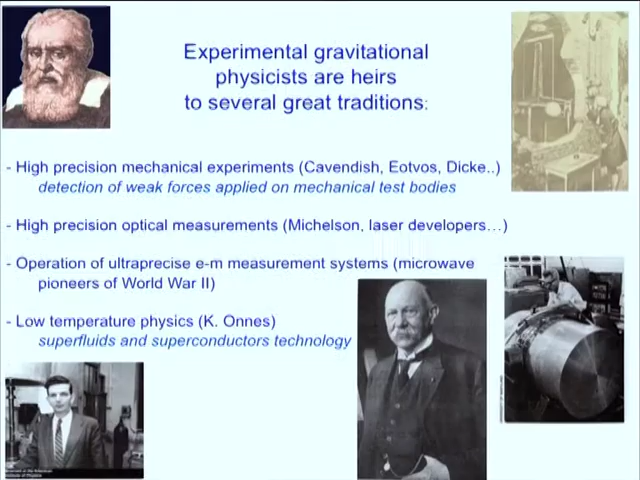 Experimental gravitational
physicists are heirs
to several great traditions:
- High precision mechanical experiments (Cavendish, Eotvos, Dicke..)
detection of weak forces applied on mechanical test bodies
- High precision optical measurements (Michelson, laser developers…)
- Operation of ultraprecise e-m measurement systems (microwave
pioneers of World War II)
- Low temperature physics (K. Onnes)
superfluids and superconductors technology